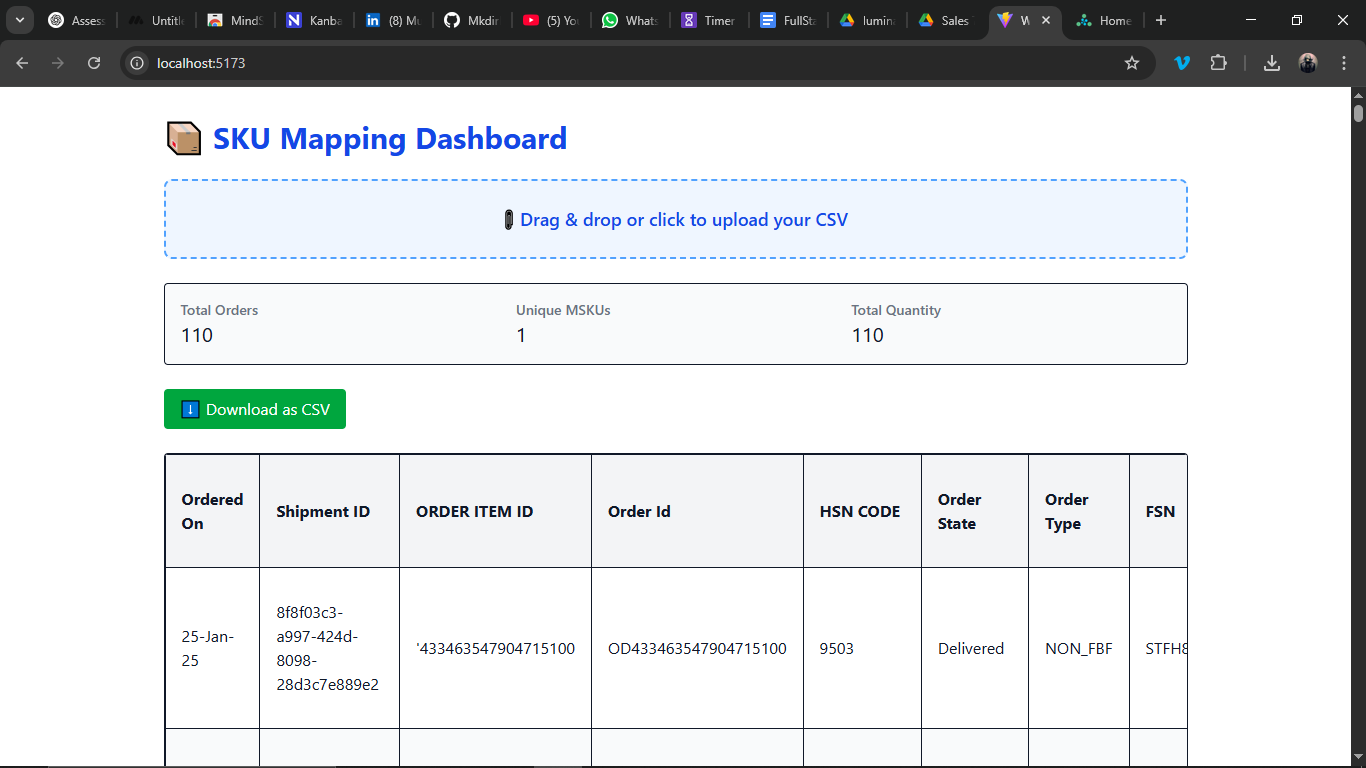 Assess
Untitle
MindS
Kanba
(8) Mu
Mkdir
(5) Yo
Whats
Timer
FullSta
lumin
Sales
W
Home
localhost:5173
SKU Mapping Dashboard
Drag & drop or click to upload your CSV
Total Orders
Unique MSKUs
Total Quantity
110
1
110
Download as CSV
Ordered On
Shipment ID
ORDER ITEM ID
Order Id
HSN CODE
Order State
Order Type
FSN
25-Jan-
25
8f8f03c3-
a997-424d-
8098-
28d3c7e889e2
'433463547904715100
OD433463547904715100
9503
Delivered
NON_FBF
STFH8